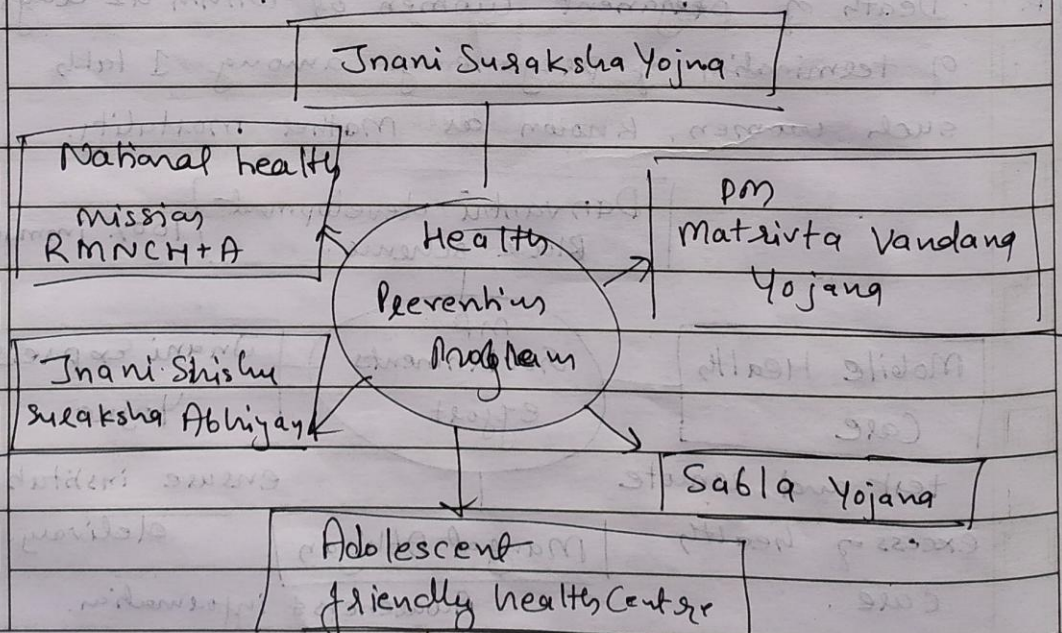 Jnani Suraksha Yojna
National health
mission
RMNCH+A
PM
Matrivta Vandana
Yojana
Health
Preventius
Program
Jnani Shishu
suraksha Abhiyan
Sabla Yojana
Adolescent
friendly health Centre